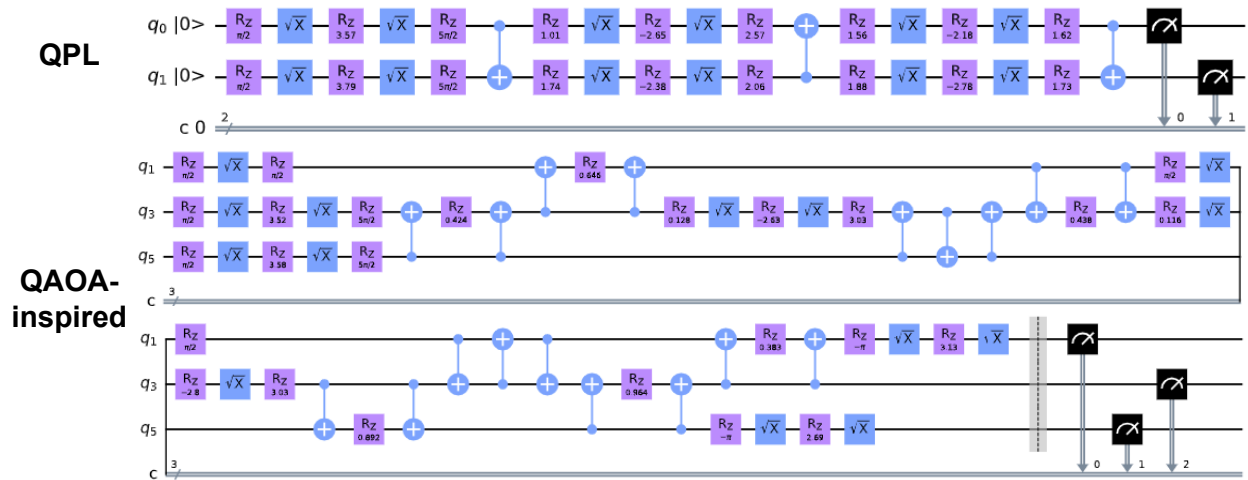 QPL
q0 |0> RZ π/2 √X RZ 3.57 √X RZ 5π/2 RZ 1.01 √X RZ −2.65 √X RZ 2.57 RZ 1.56 √X RZ −2.18 √X RZ 1.62
q1 |0> RZ π/2 √X RZ 3.79 √X RZ 5π/2 RZ 1.74 √X RZ −2.38 √X RZ 2.06 RZ 1.88 √X RZ −2.78 √X RZ 1.73
c 0 2 0 1
QAOA-
inspired
q1 RZ π/2 √X RZ π/2 RZ 0.646 RZ π/2 √X
q3 RZ π/2 √X RZ 3.52 √X RZ 5π/2 RZ 0.424 RZ 0.128 √X RZ −2.63 √X RZ 3.03 RZ 0.438 RZ 0.116 √X
q5 RZ π/2 √X RZ 3.58 √X RZ 5π/2
c 3
q1 RZ π/2 RZ 0.383 RZ −π √X RZ 3.13 √X
q3 RZ −2.8 √X RZ 3.03 RZ 0.964
q5 RZ 0.892 RZ −π √X RZ 2.69 √X
c 3 0 1 2